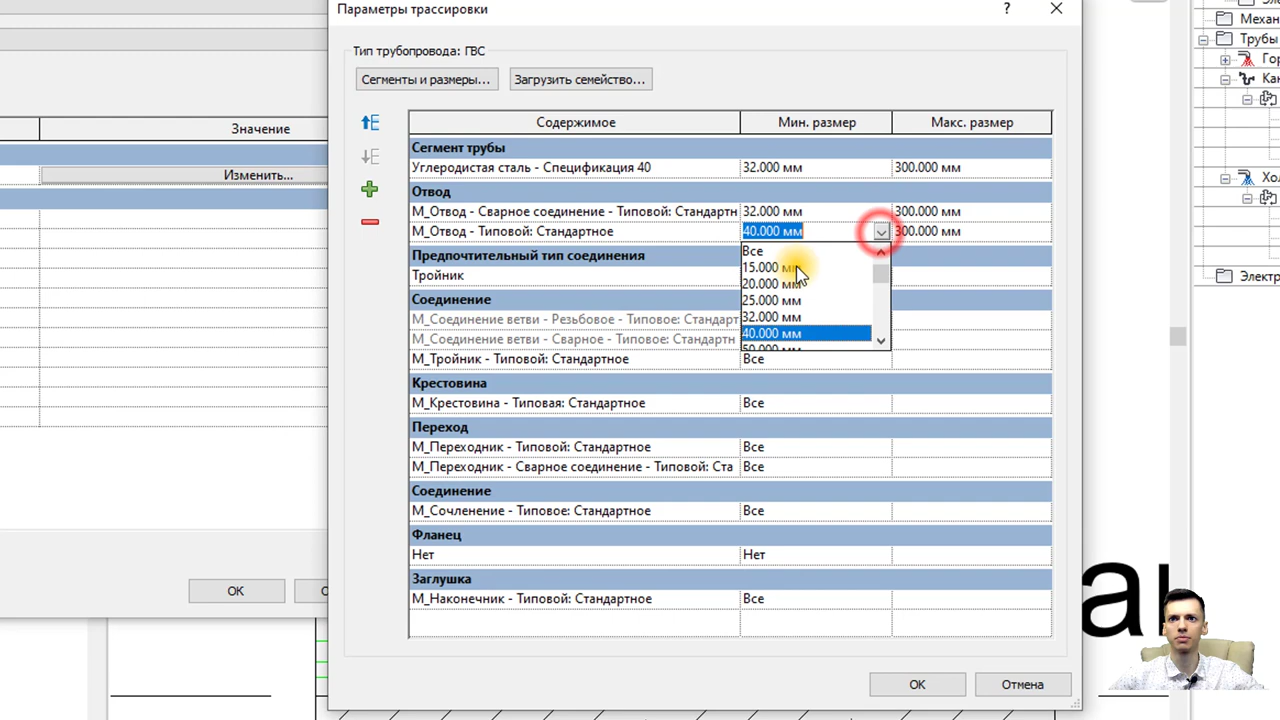 Параметры трассировки
?
Тип трубопровода: ГВС
Сегменты и размеры...
Загрузить семейство...
Содержимое Мин. размер Макс. размер
Сегмент трубы
Углеродистая сталь - Спецификация 40 32.000 мм 300.000 мм
Отвод
М_Отвод - Сварное соединение - Типовой: Стандартн 32.000 мм 300.000 мм
М_Отвод - Типовой: Стандартное 40.000 мм 300.000 мм
Все
15.000 мм
20.000 мм
25.000 мм
32.000 мм
40.000 мм
50.000 мм
Предпочтительный тип соединения
Тройник
Соединение
М_Соединение ветви - Резьбовое - Типовой: Стандарт
М_Соединение ветви - Сварное - Типовой: Стандартн
М_Тройник - Типовой: Стандартное Все
Крестовина
М_Крестовина - Типовая: Стандартное Все
Переход
М_Переходник - Типовой: Стандартное Все
М_Переходник - Сварное соединение - Типовой: Ста Все
Соединение
М_Сочленение - Типовое: Стандартное Все
Фланец
Нет Нет
Заглушка
М_Наконечник - Типовой: Стандартное Все
ОК
Отмена
Значение
Изменить...
ОК
О
Механ
Трубы
Гор
Кан
Хол
Электр